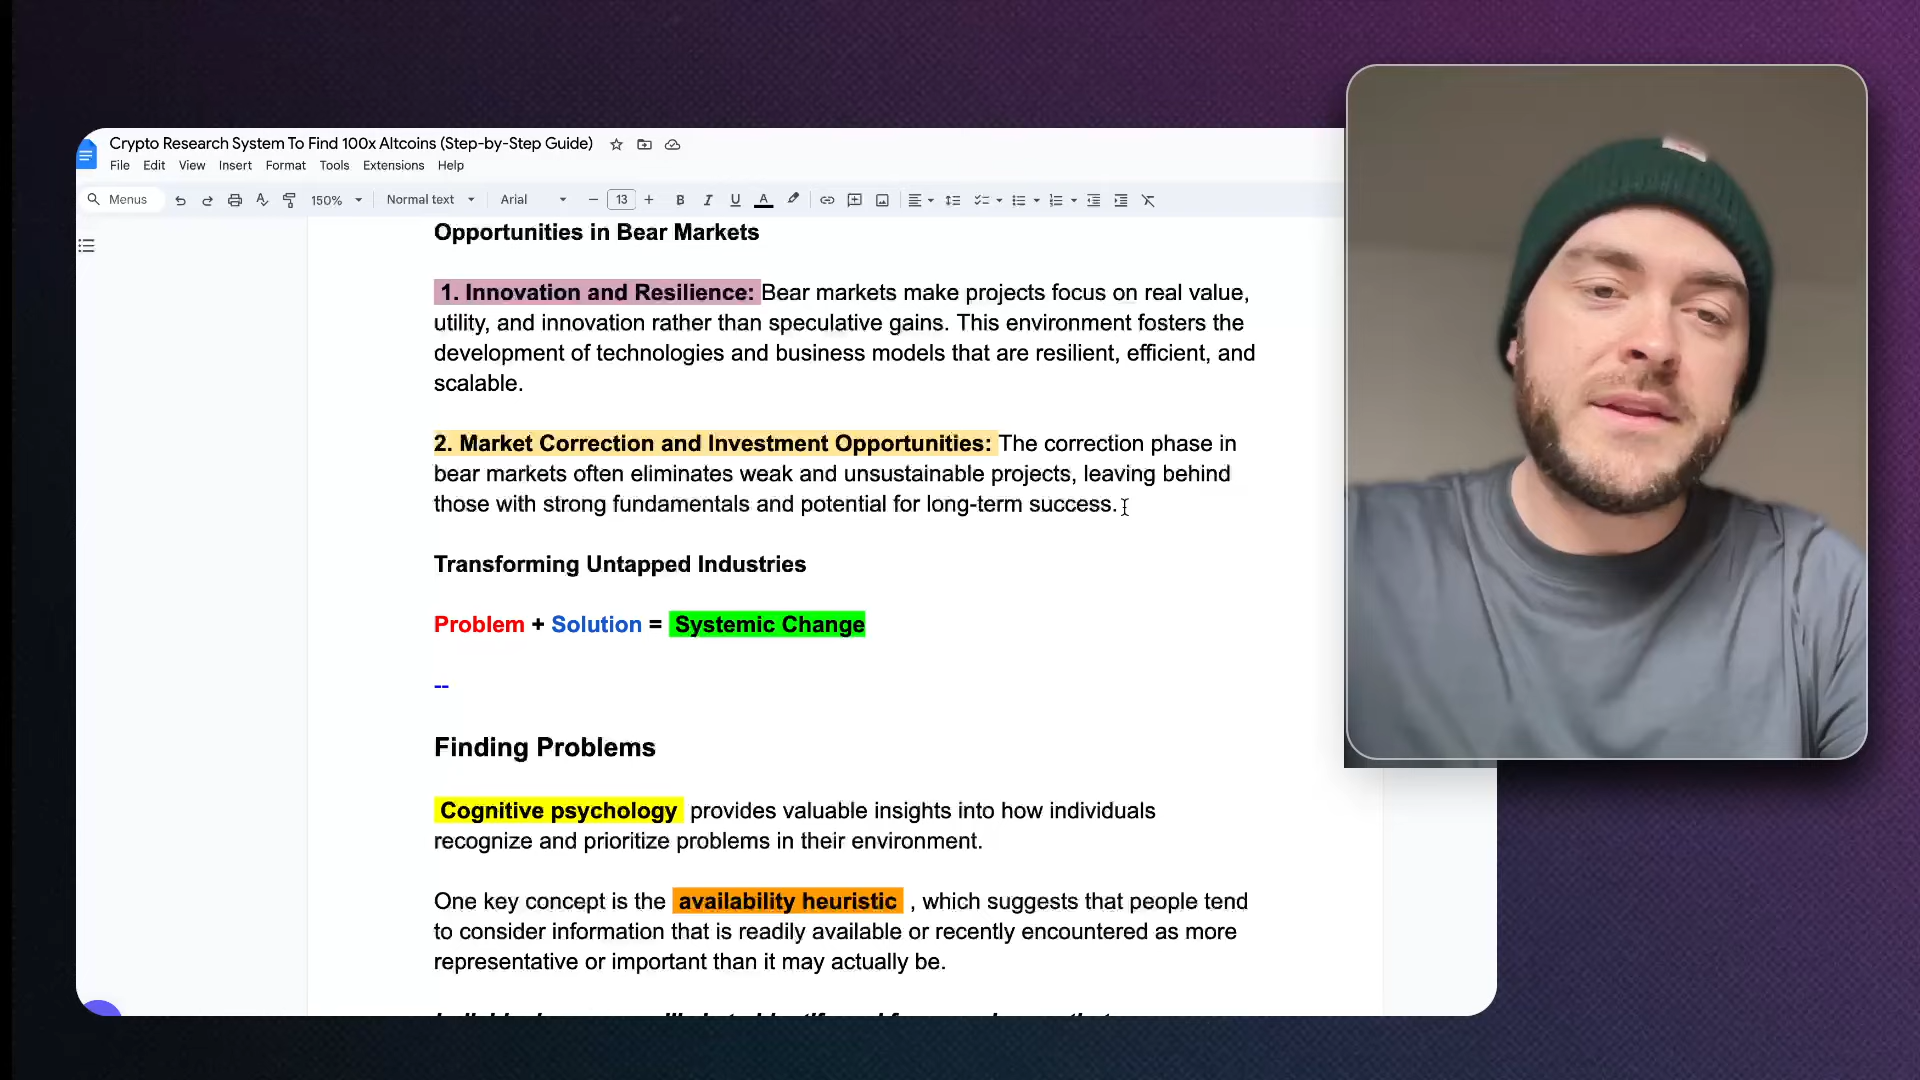 Crypto Research System To Find 100x Altcoins (Step-by-Step Guide)
File Edit View Insert Format Tools Extensions Help
Menus 150% Normal text Arial 13
Opportunities in Bear Markets
1. Innovation and Resilience: Bear markets make projects focus on real value,
utility, and innovation rather than speculative gains. This environment fosters the
development of technologies and business models that are resilient, efficient, and
scalable.
2. Market Correction and Investment Opportunities: The correction phase in
bear markets often eliminates weak and unsustainable projects, leaving behind
those with strong fundamentals and potential for long-term success.
Transforming Untapped Industries
Problem + Solution = Systemic Change
--
Finding Problems
Cognitive psychology provides valuable insights into how individuals
recognize and prioritize problems in their environment.
One key concept is the availability heuristic , which suggests that people tend
to consider information that is readily available or recently encountered as more
representative or important than it may actually be.